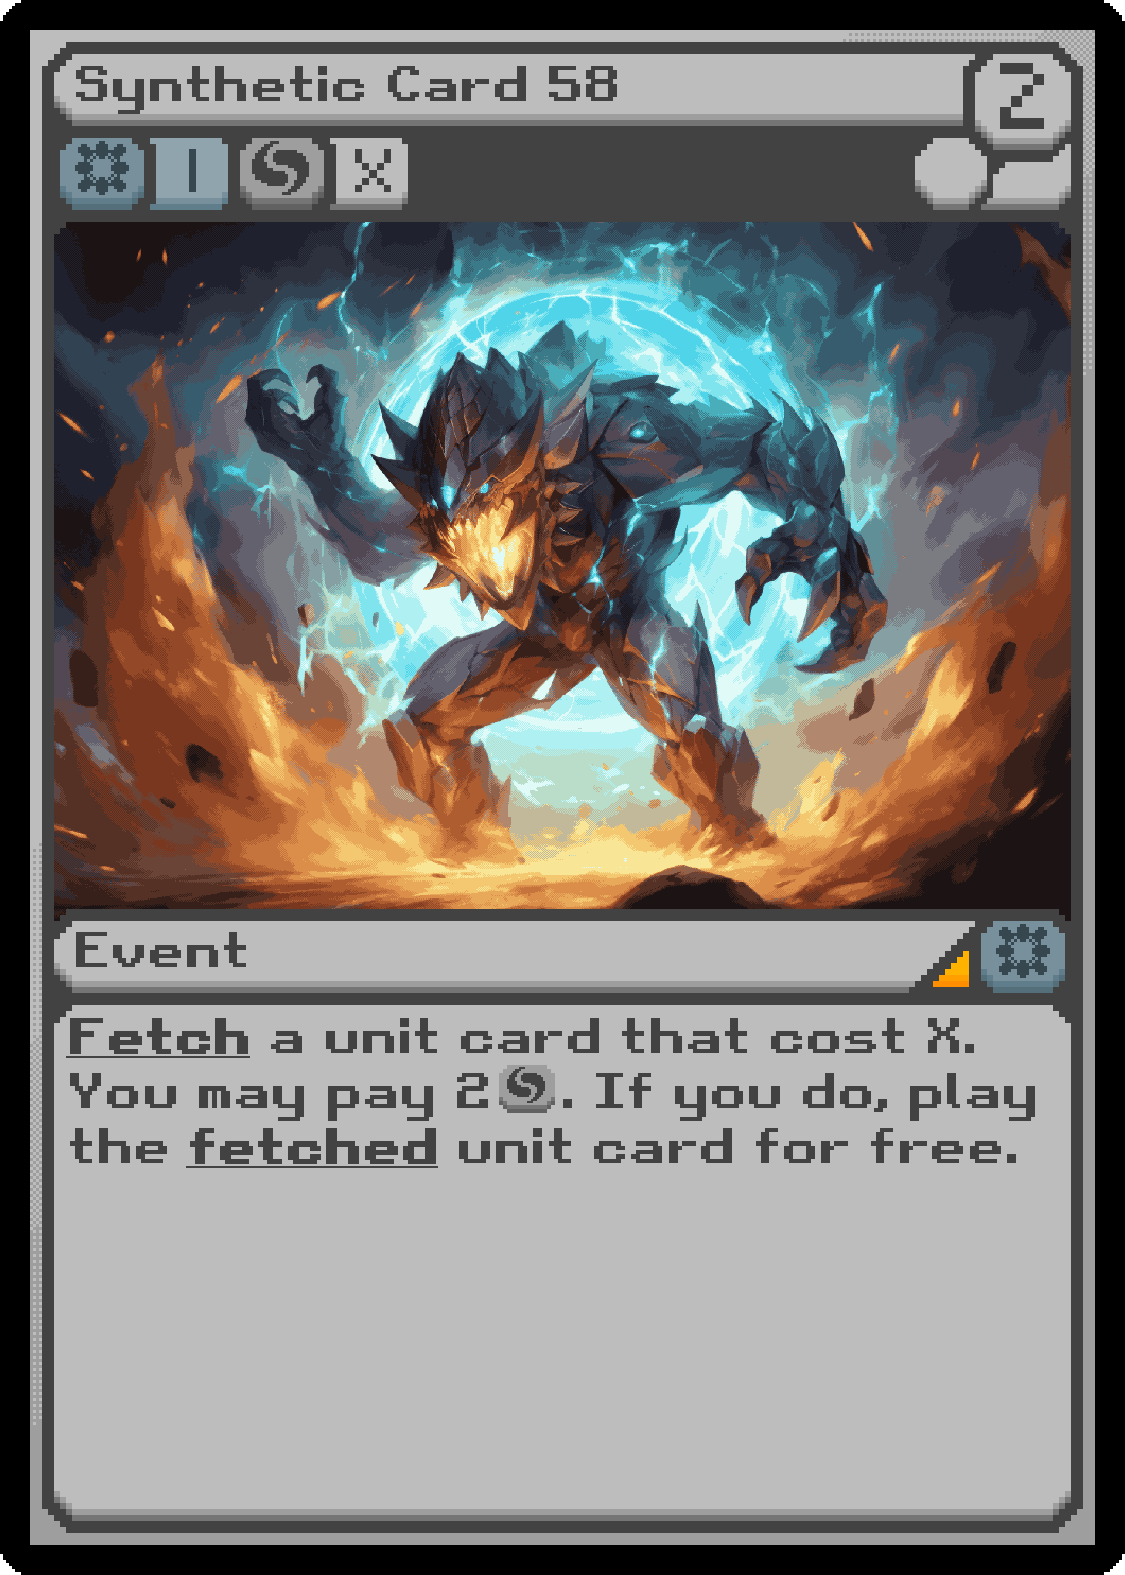 Synthetic Card 58
2
I X
Event
Fetch a unit card that cost X.
You may pay 2. If you do, play
the fetched unit card for free.